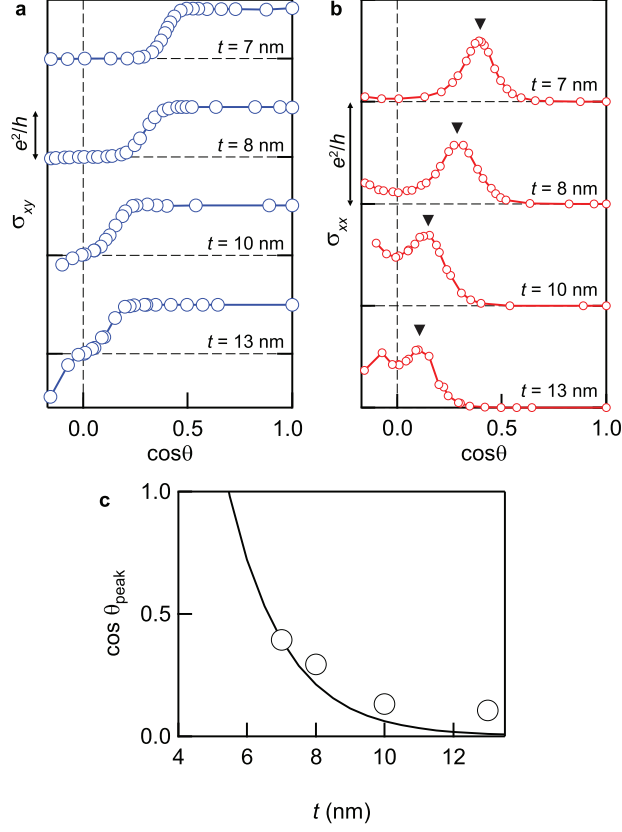 a
t = 7 nm
t = 8 nm
t = 10 nm
t = 13 nm
e²/h
σxy
0.0 0.5 1.0
cosθ
b
t = 7 nm
t = 8 nm
t = 10 nm
t = 13 nm
e²/h
σxx
0.0 0.5 1.0
cosθ
c
1.0
0.5
0.0
cos θpeak
4 6 8 10 12
t (nm)